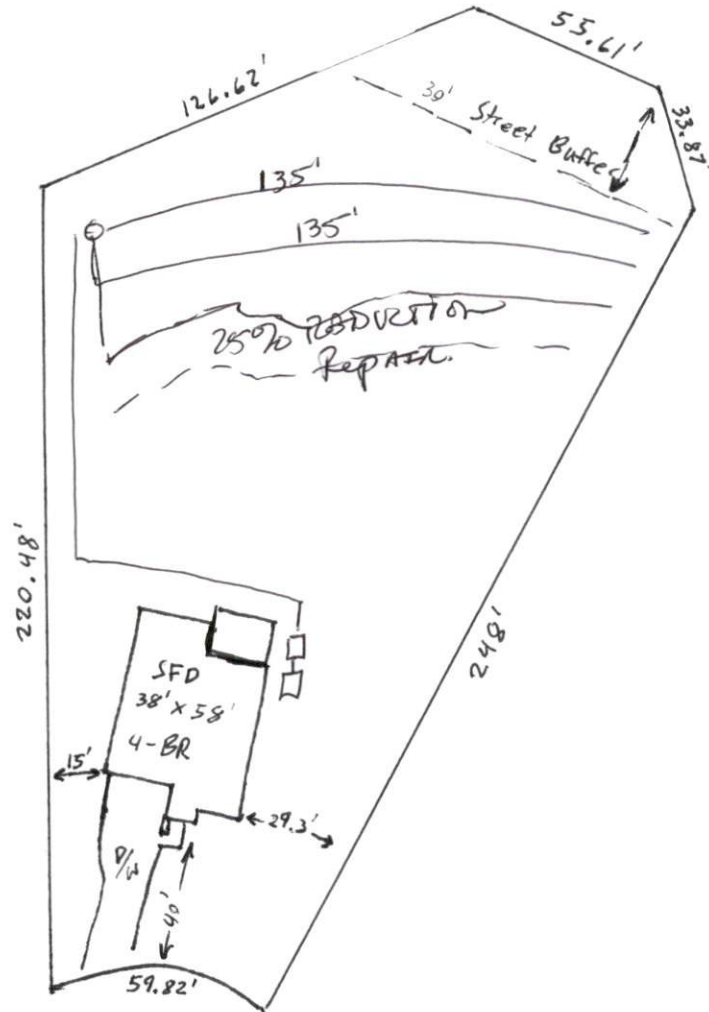 55.61'
126.62'
33.87'
30' Street Buffer
135'
135'
25% REDUCTION
RepAIR.
220.48'
248'
SFD
38' x 58'
4-BR
15'
29.3'
D/W
40'
59.82'